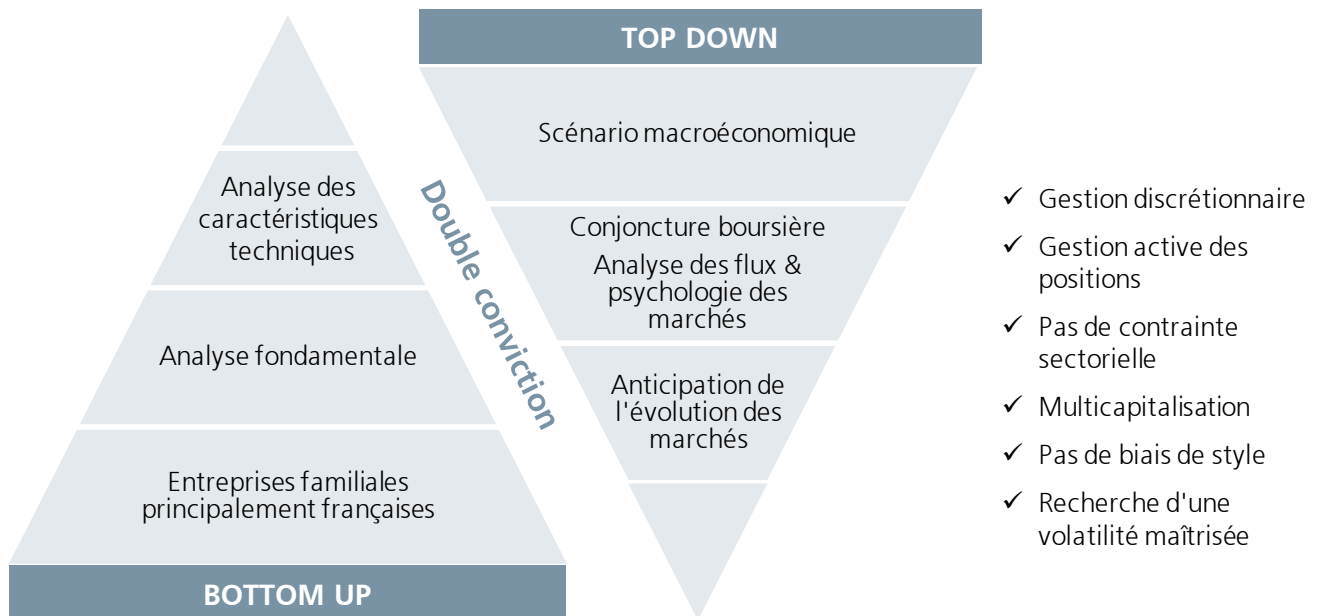 TOP DOWN
Scénario macroéconomique
Conjoncture boursière
Analyse des flux &
psychologie des
marchés
Anticipation de
l'évolution des
marchés
Double conviction
Analyse des
caractéristiques
techniques
Analyse fondamentale
Entreprises familiales
principalement françaises
BOTTOM UP
✓ Gestion discrétionnaire
✓ Gestion active des
positions
✓ Pas de contrainte
sectorielle
✓ Multicapitalisation
✓ Pas de biais de style
✓ Recherche d'une
volatilité maîtrisée